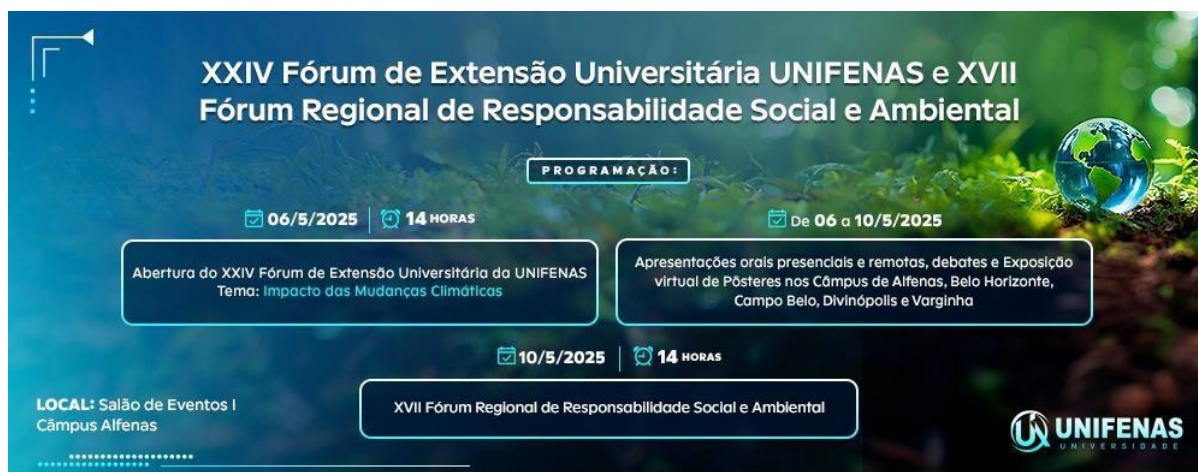 XXIV Fórum de Extensão Universitária UNIFENAS e XVII
Fórum Regional de Responsabilidade Social e Ambiental
PROGRAMAÇÃO:
06/5/2025 | 14 HORAS
Abertura do XXIV Fórum de Extensão Universitária da UNIFENAS
Tema: Impacto das Mudanças Climáticas
De 06 a 10/5/2025
Apresentações orais presenciais e remotas, debates e Exposição
virtual de Pôsteres nos Câmpus de Alfenas, Belo Horizonte,
Campo Belo, Divinópolis e Varginha
10/5/2025 | 14 HORAS
XVII Fórum Regional de Responsabilidade Social e Ambiental
LOCAL: Salão de Eventos I
Câmpus Alfenas
UNIFENAS
UNIVERSIDADE